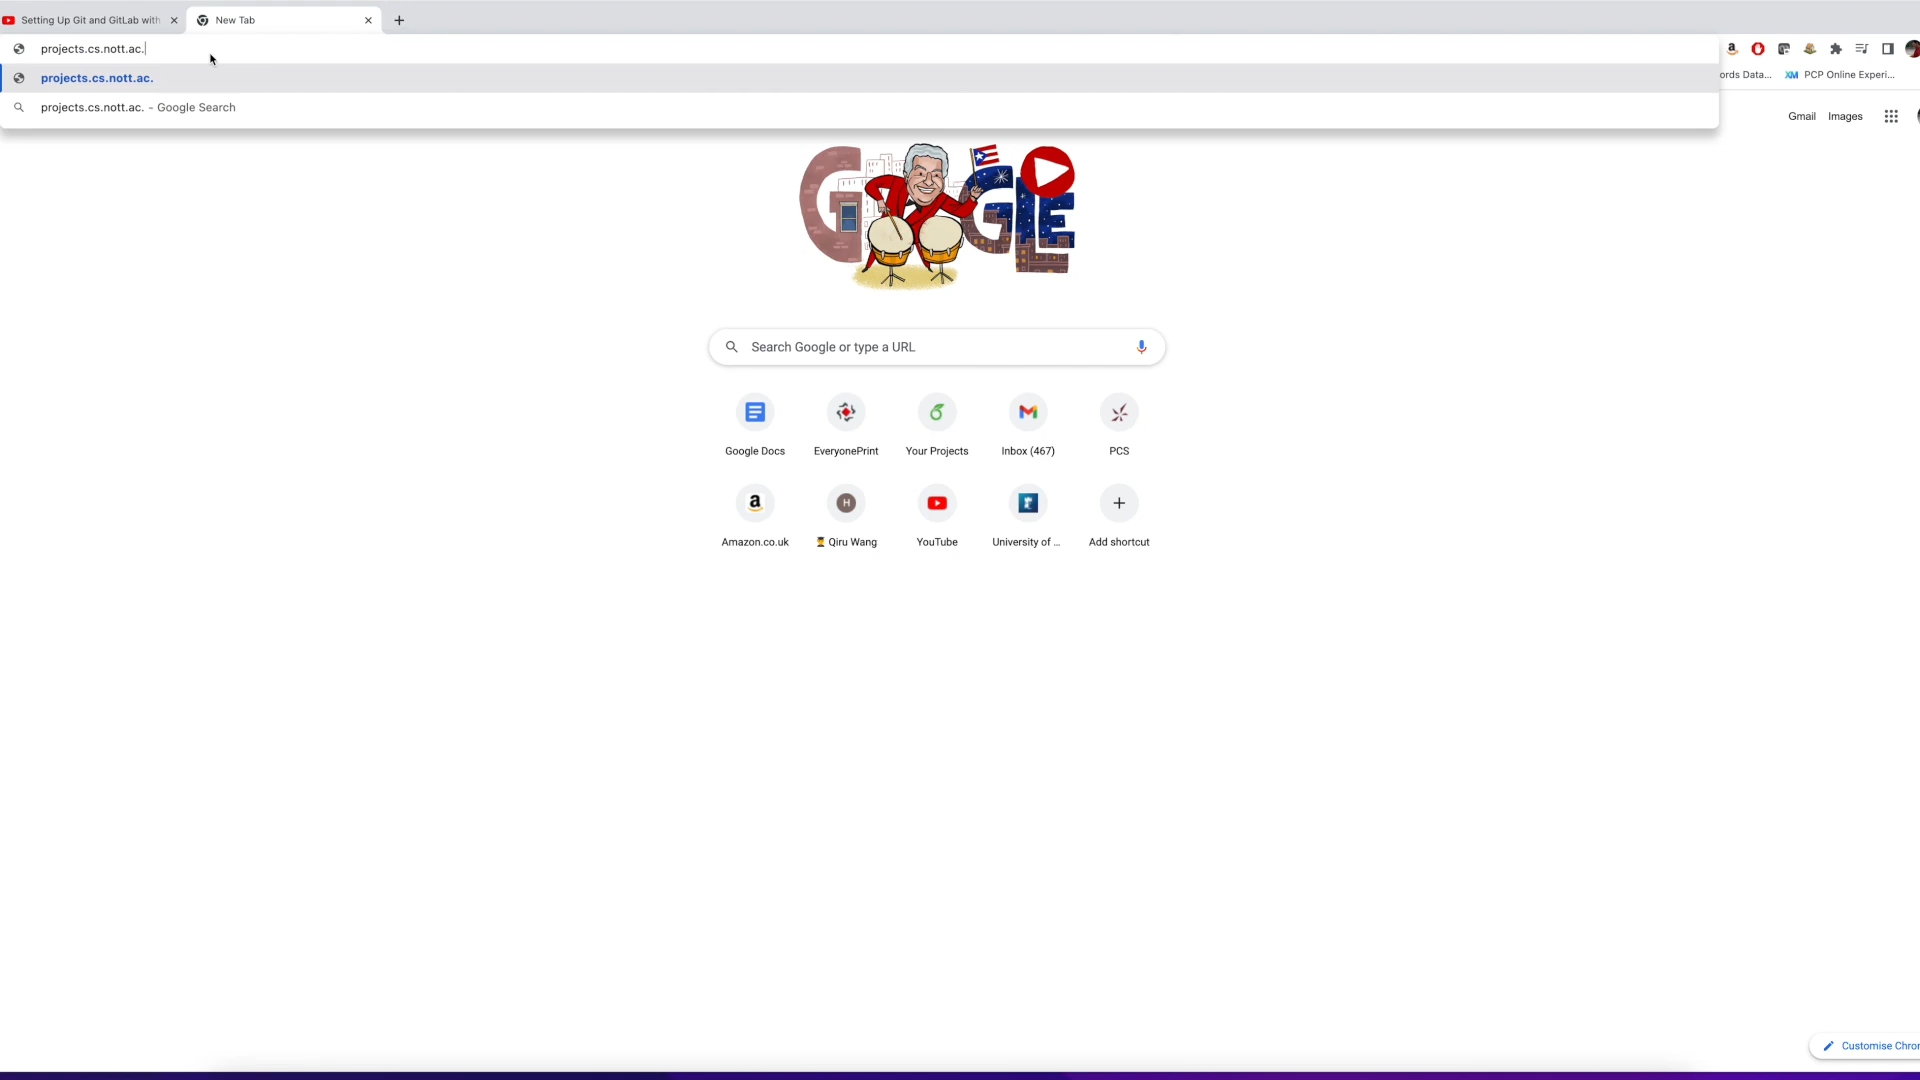 Setting Up Git and GitLab with
New Tab
projects.cs.nott.ac.
projects.cs.nott.ac.
projects.cs.nott.ac. - Google Search
ords Data...
XM PCP Online Experi...
Gmail
Images
GOOGLE
Search Google or type a URL
Google Docs
EveryonePrint
Your Projects
Inbox (467)
PCS
a
H
Amazon.co.uk
Qiru Wang
YouTube
University of ...
Add shortcut
Customise Chror